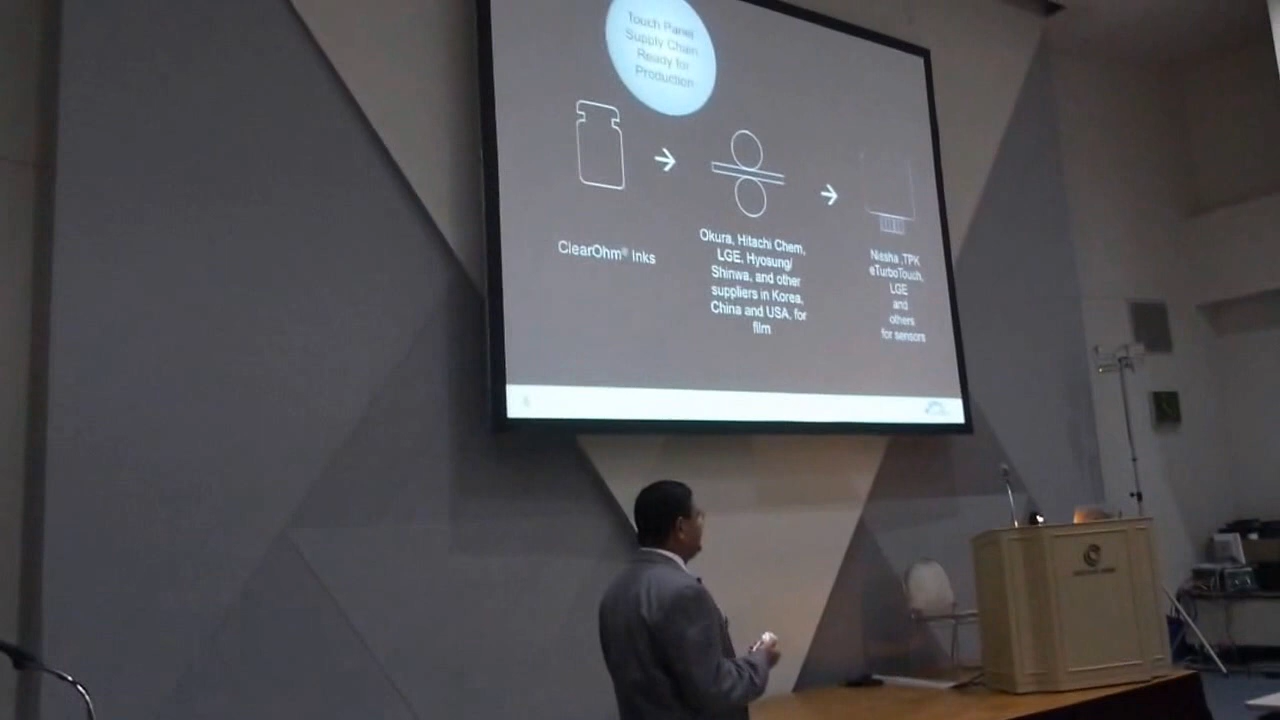 Touch Panel
Supply Chain
Ready for
Production
ClearOhm® Inks
Okura, Hitachi Chem,
LGE, Hyosung/
Shinwa, and other
suppliers in Korea,
China and USA, for
film
Nissha ,TPK
eTurboTouch,
LGE
and
others
for sensors